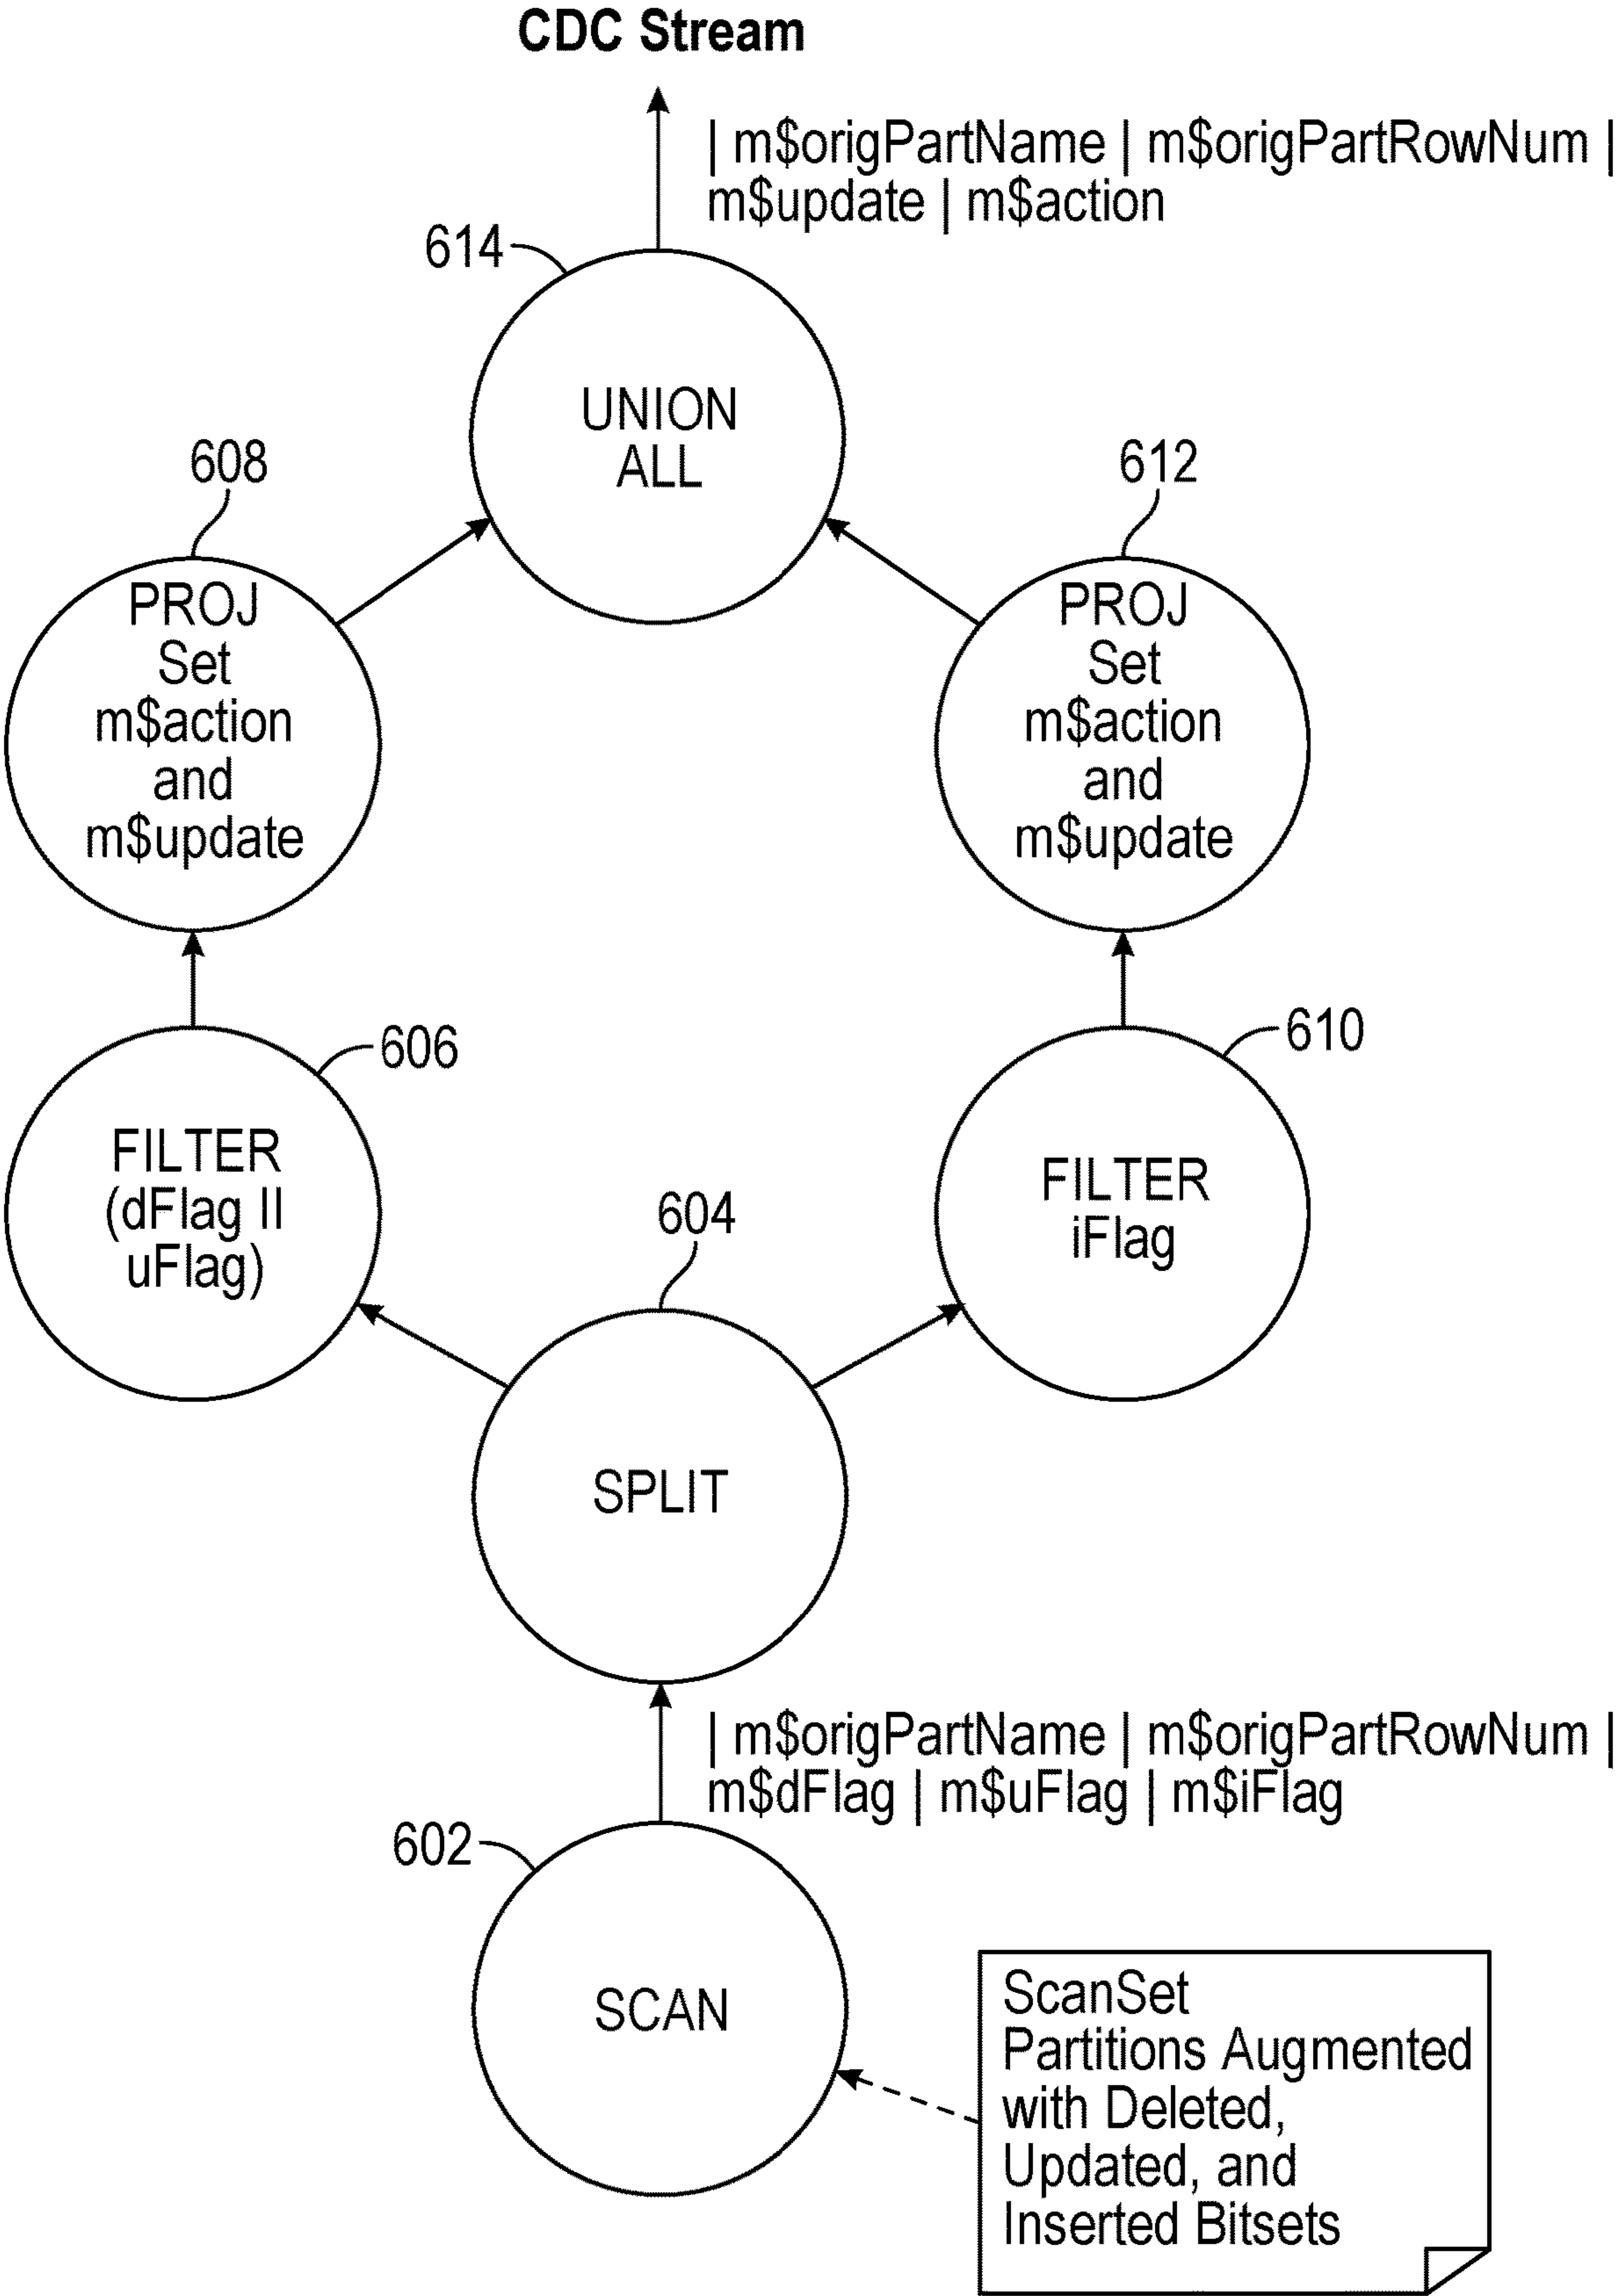 CDC Stream
| m$origPartName | m$origPartRowNum |
m$update | m$action
614
UNION
ALL
608
PROJ
Set
m$action
and
m$update
612
PROJ
Set
m$action
and
m$update
606
FILTER
(dFlag II
uFlag)
610
FILTER
iFlag
604
SPLIT
| m$origPartName | m$origPartRowNum |
m$dFlag | m$uFlag | m$iFlag
602
SCAN
ScanSet
Partitions Augmented
with Deleted,
Updated, and
Inserted Bitsets